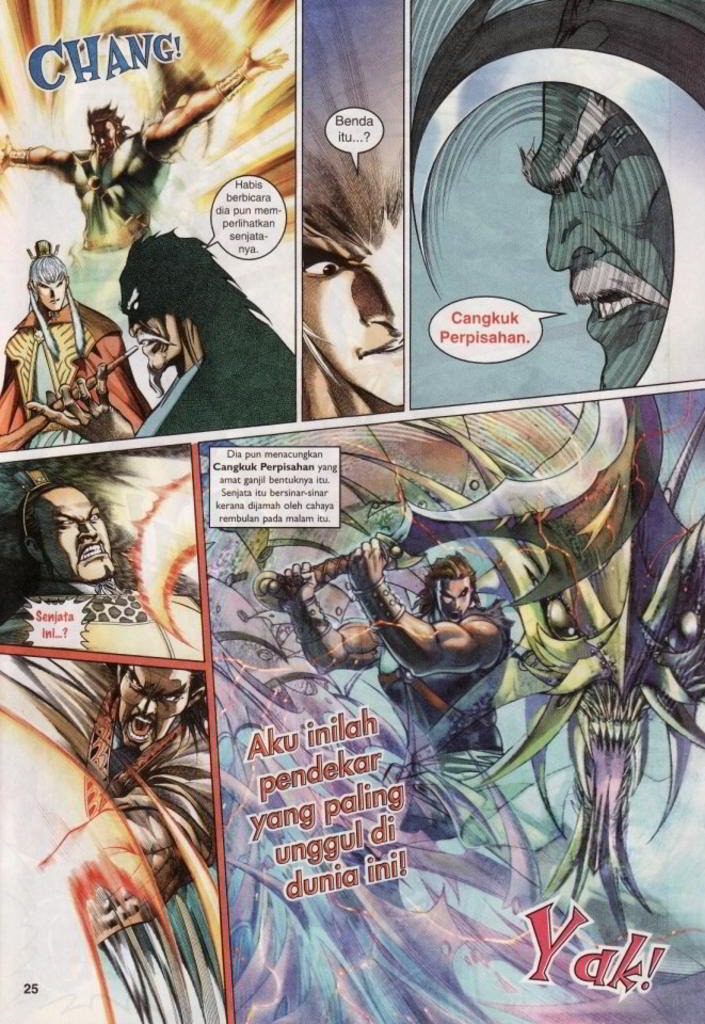 CHANG!
Habis
berbicara
dia pun mem-
perlihatkan
senjata-
nya.
Benda
itu...?
Cangkuk
Perpisahan.
Dia pun menacungkan
Cangkuk Perpisahan yang
amat ganjil bentuknya itu.
Senjata itu bersinar-sinar
kerana dijamah oleh cahaya
rembulan pada malam itu.
Senjata
ini...?
Aku inilah
pendekar
yang paling
unggul di
dunia ini!
Yak!
25